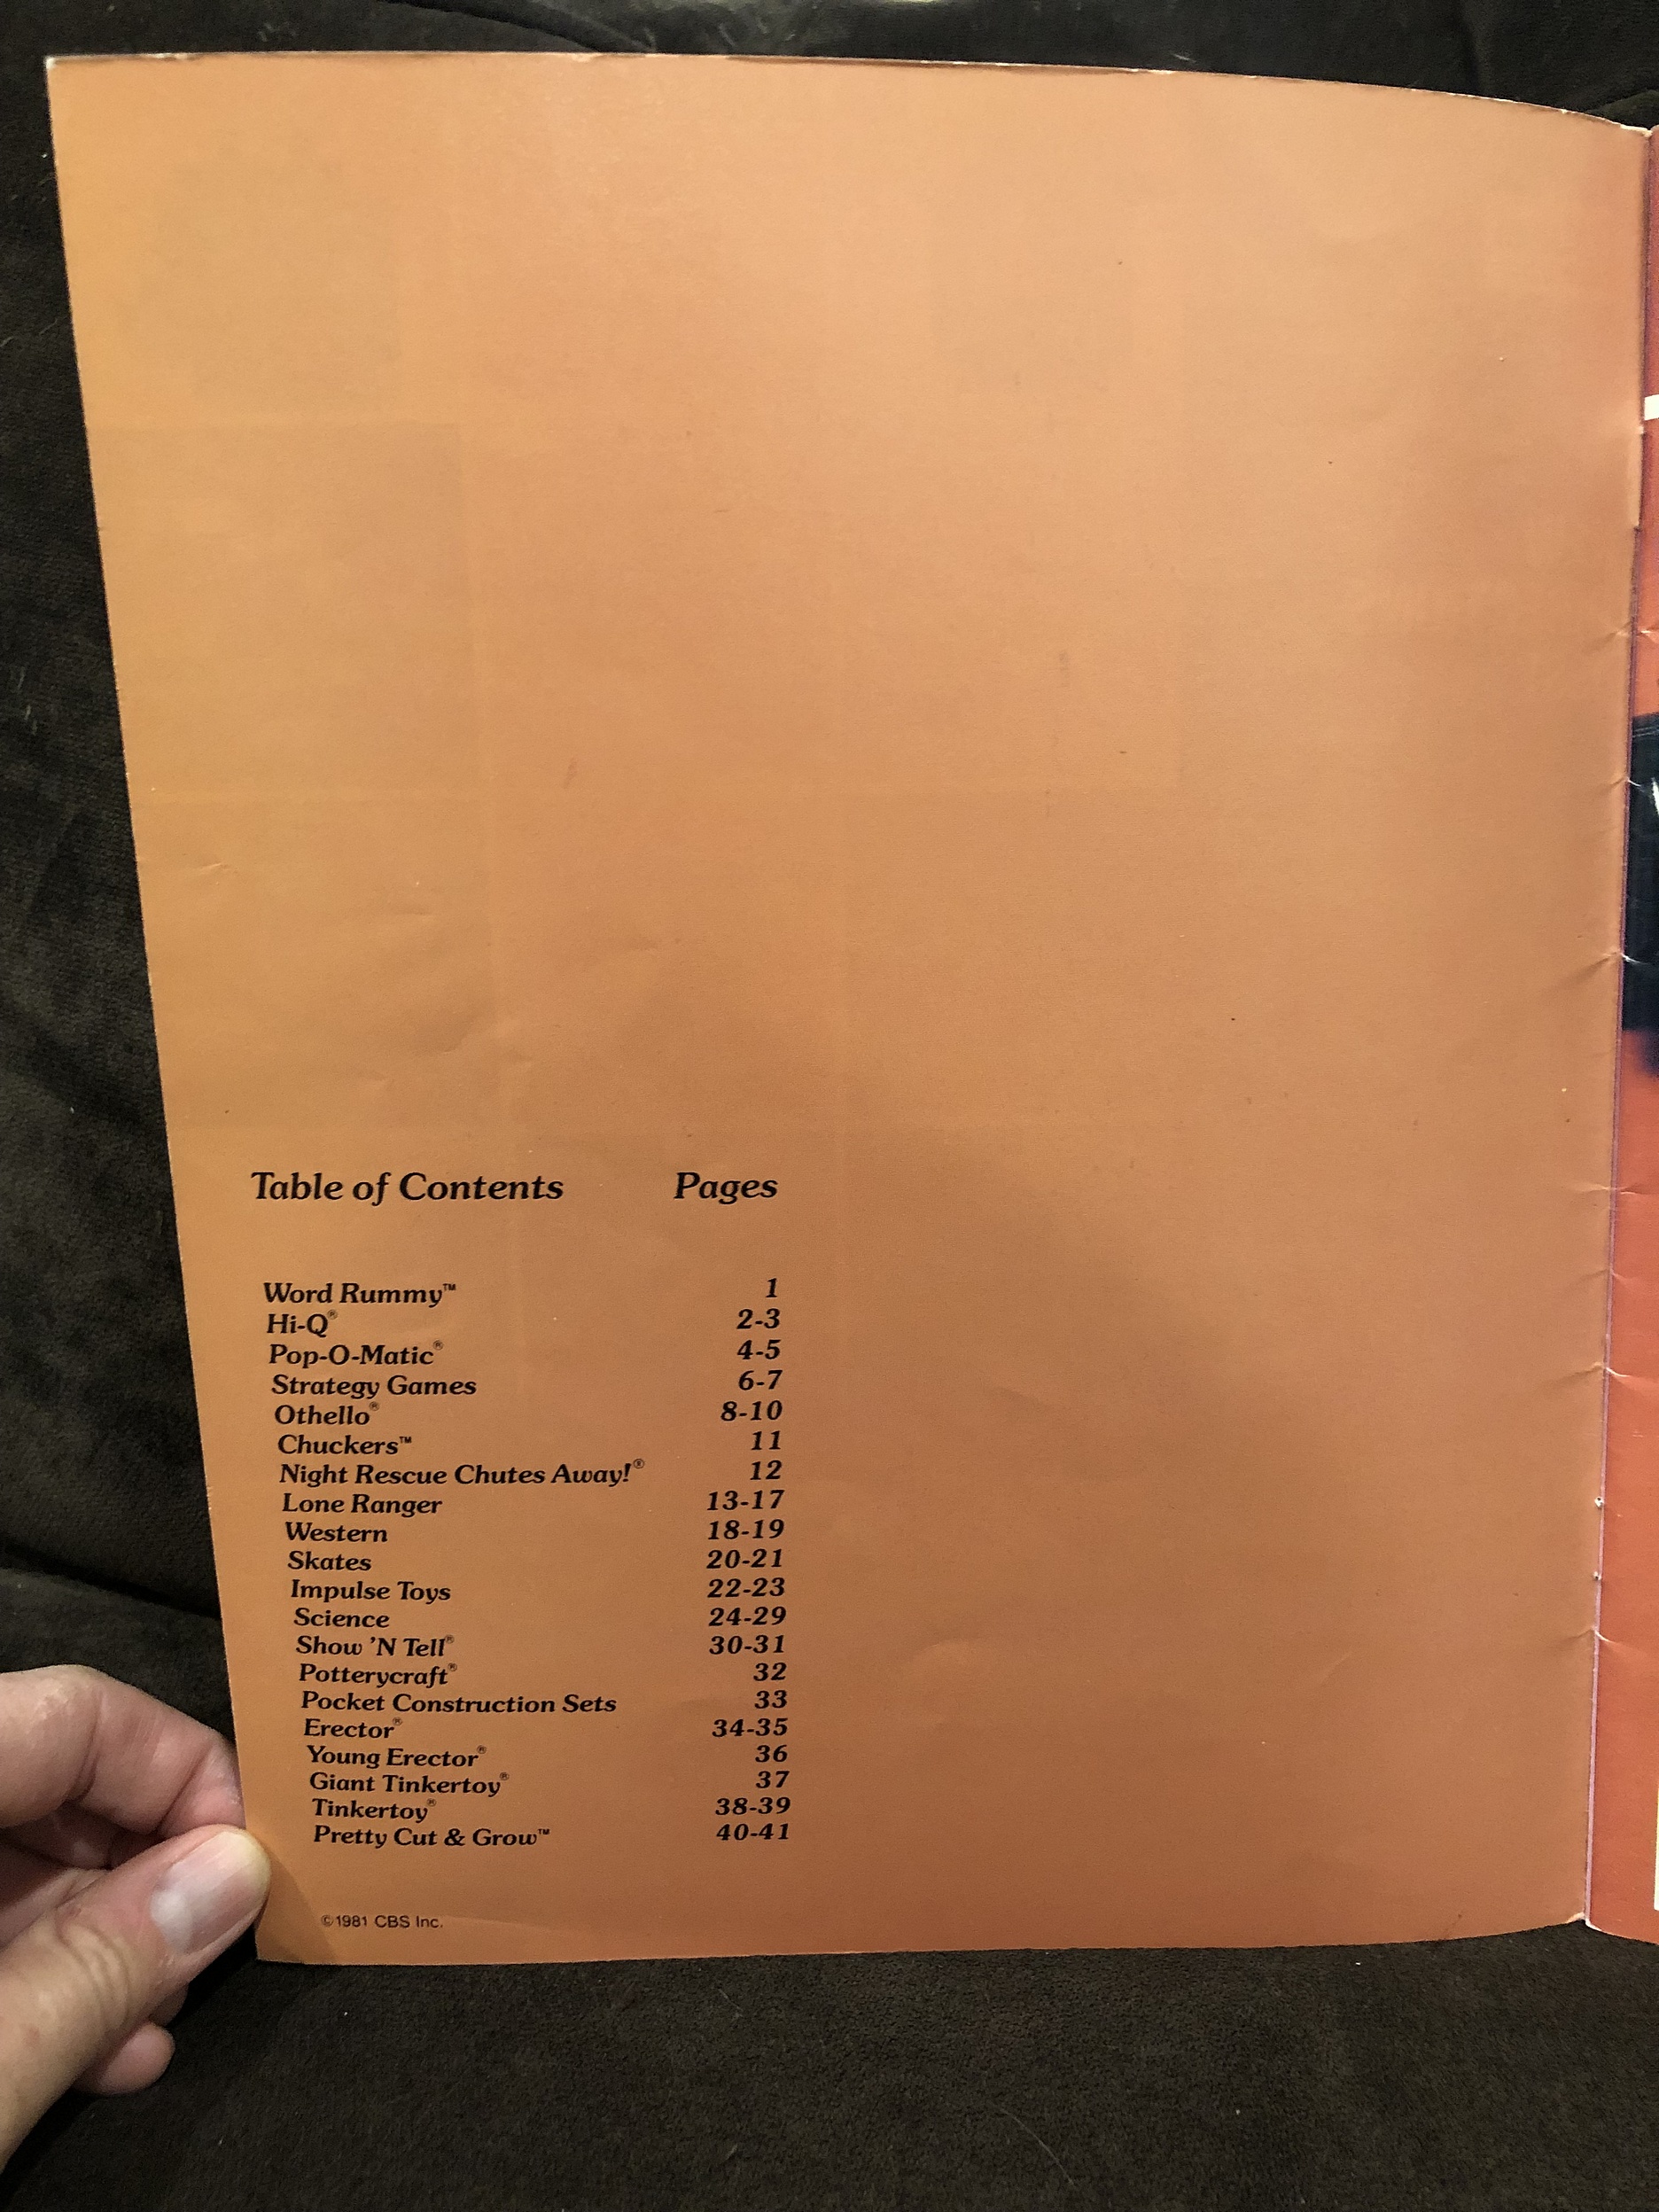 Table of Contents Pages
Word Rummy™ 1
Hi-Q® 2-3
Pop-O-Matic® 4-5
Strategy Games 6-7
Othello® 8-10
Chuckers™ 11
Night Rescue Chutes Away!® 12
Lone Ranger 13-17
Western 18-19
Skates 20-21
Impulse Toys 22-23
Science 24-29
Show 'N Tell® 30-31
Potterycraft® 32
Pocket Construction Sets 33
Erector® 34-35
Young Erector® 36
Giant Tinkertoy® 37
Tinkertoy® 38-39
Pretty Cut & Grow™ 40-41
©1981 CBS Inc.